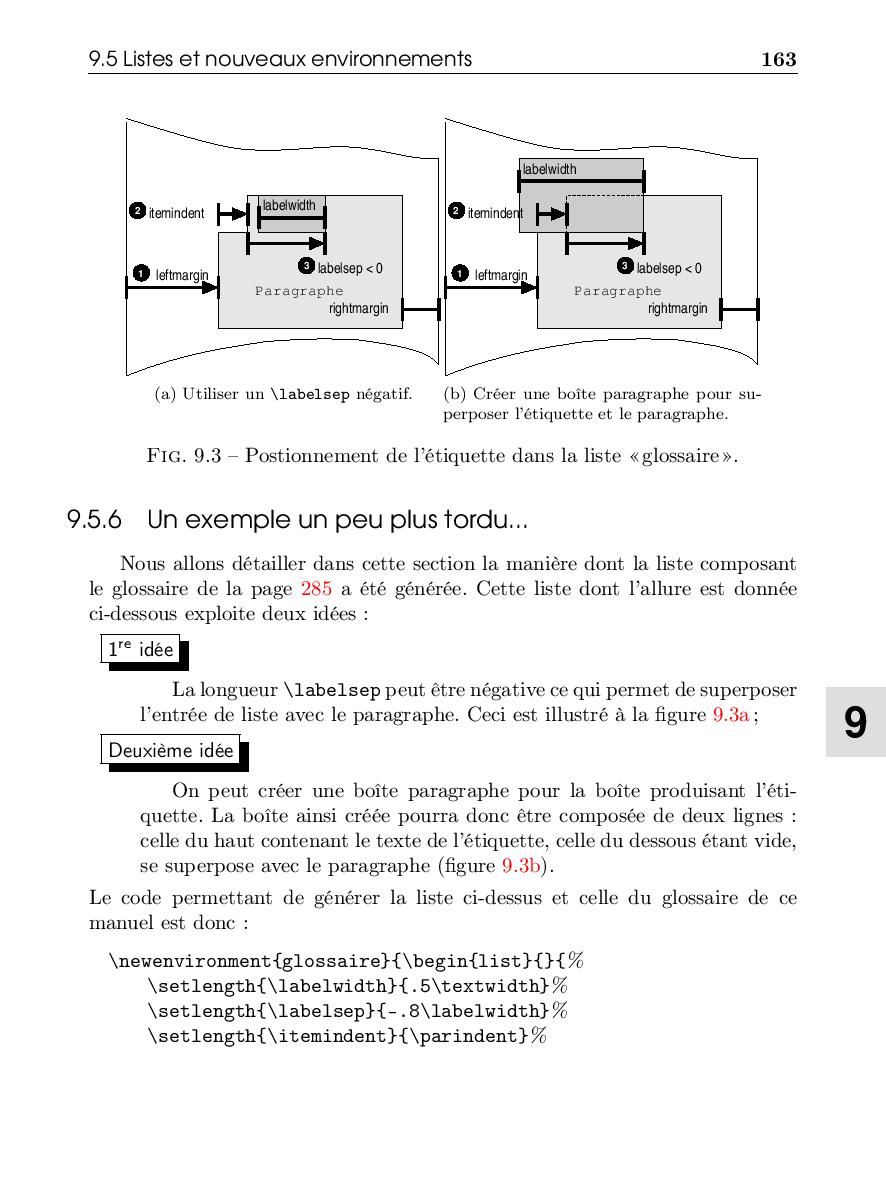 9.5 Listes et nouveaux environnements 163
labelwidth
2 itemindent
3 labelsep < 0
1 leftmargin
Paragraphe
rightmargin
labelwidth
2 itemindent
3 labelsep < 0
1 leftmargin
Paragraphe
rightmargin
(a) Utiliser un \labelsep négatif.
(b) Créer une boîte paragraphe pour su-
perposer l'étiquette et le paragraphe.
FIG. 9.3 – Postionnement de l'étiquette dans la liste «glossaire».
9.5.6 Un exemple un peu plus tordu...
Nous allons détailler dans cette section la manière dont la liste composant
le glossaire de la page 285 a été générée. Cette liste dont l'allure est donnée
ci-dessous exploite deux idées :
1re idée
La longueur \labelsep peut être négative ce qui permet de superposer
l'entrée de liste avec le paragraphe. Ceci est illustré à la figure 9.3a ;
Deuxième idée
On peut créer une boîte paragraphe pour la boîte produisant l'éti-
quette. La boîte ainsi créée pourra donc être composée de deux lignes :
celle du haut contenant le texte de l'étiquette, celle du dessous étant vide,
se superpose avec le paragraphe (figure 9.3b).
9
Le code permettant de générer la liste ci-dessus et celle du glossaire de ce
manuel est donc :
\newenvironment{glossaire}{\begin{list}{}{%
\setlength{\labelwidth}{.5\textwidth}%
\setlength{\labelsep}{-.8\labelwidth}%
\setlength{\itemindent}{\parindent}%